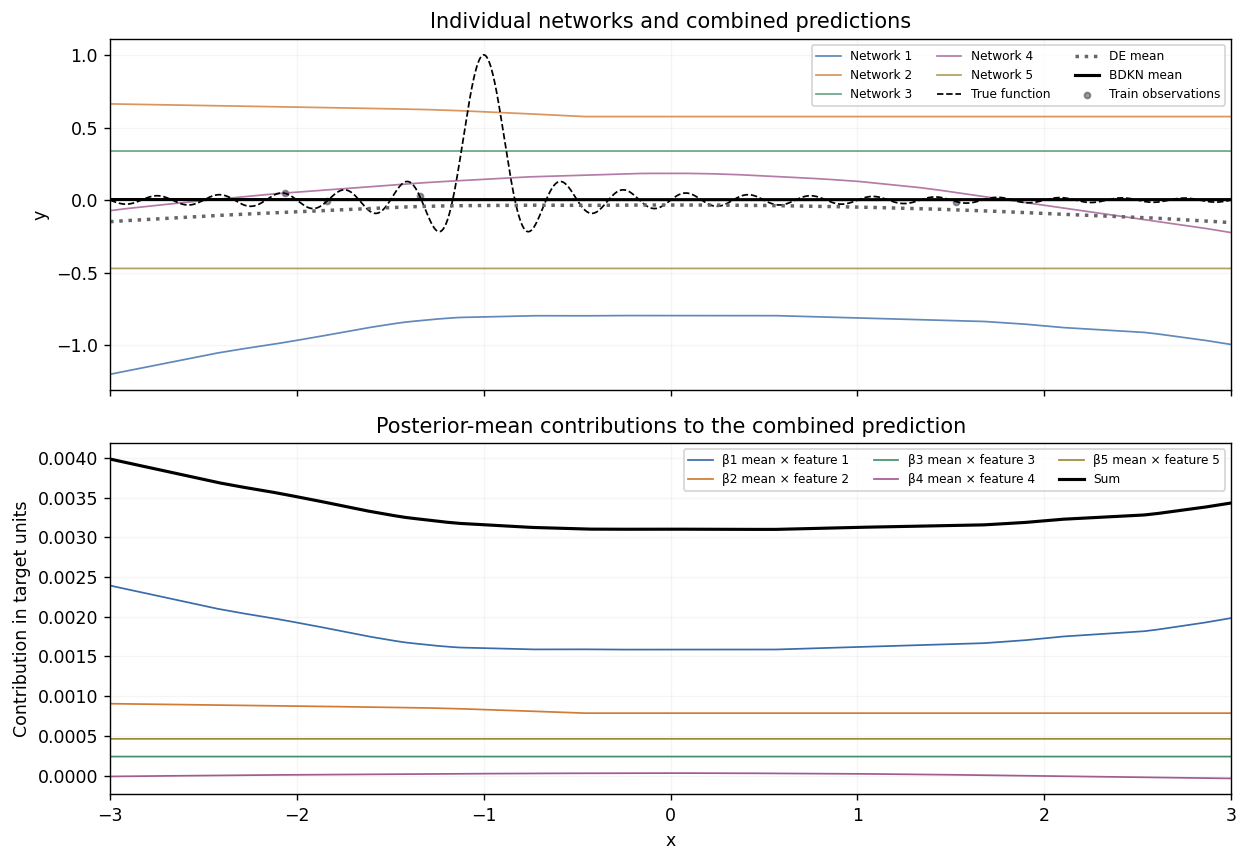 Individual networks and combined predictions
1.0
0.5
0.0
−0.5
−1.0
y
Network 1
Network 2
Network 3
Network 4
Network 5
True function
DE mean
BDKN mean
Train observations
Posterior-mean contributions to the combined prediction
0.0040
0.0035
0.0030
0.0025
0.0020
0.0015
0.0010
0.0005
0.0000
Contribution in target units
β1 mean × feature 1
β2 mean × feature 2
β3 mean × feature 3
β4 mean × feature 4
β5 mean × feature 5
Sum
−3
−2
−1
0
1
2
3
x